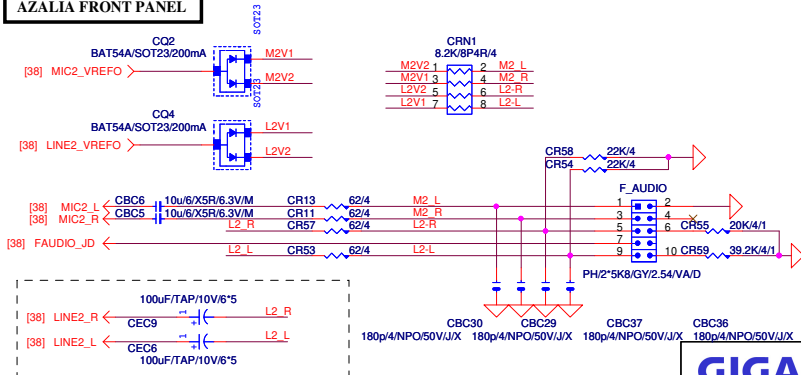 AZALIA FRONT PANEL
SOT23
CQ2
BAT54A/SOT23/200mA
[38] MIC2_VREFO
M2V1
M2V2
SOT23
CQ4
BAT54A/SOT23/200mA
[38] LINE2_VREFO
L2V1
L2V2
CRN1
8.2K/8P4R/4
M2V2 1 2 M2_L
M2V1 3 4 M2_R
L2V2 5 6 L2-R
L2V1 7 8 L2-L
CR58 22K/4
CR54 22K/4
F_AUDIO
[38] MIC2_L CBC6 10u/6/X5R/6.3V/M CR13 62/4 M2_L 1 2
[38] MIC2_R CBC5 10u/6/X5R/6.3V/M CR11 62/4 M2_R 3 4
L2_R CR57 62/4 L2-R 5 6 CR55 20K/4/1
[38] FAUDIO_JD 7
L2_L CR53 62/4 L2-L 9 10 CR59 39.2K/4/1
PH/2*5K8/GY/2.54/VA/D
100uF/TAP/10V/6*5
[38] LINE2_R 1 L2_R
CEC9
[38] LINE2_L 1 L2_L
CEC6
100uF/TAP/10V/6*5
CBC30 CBC29 CBC37 CBC36
180p/4/NPO/50V/J/X 180p/4/NPO/50V/J/X 180p/4/NPO/50V/J/X 180p/4/NPO/50V/J/X
GIGA